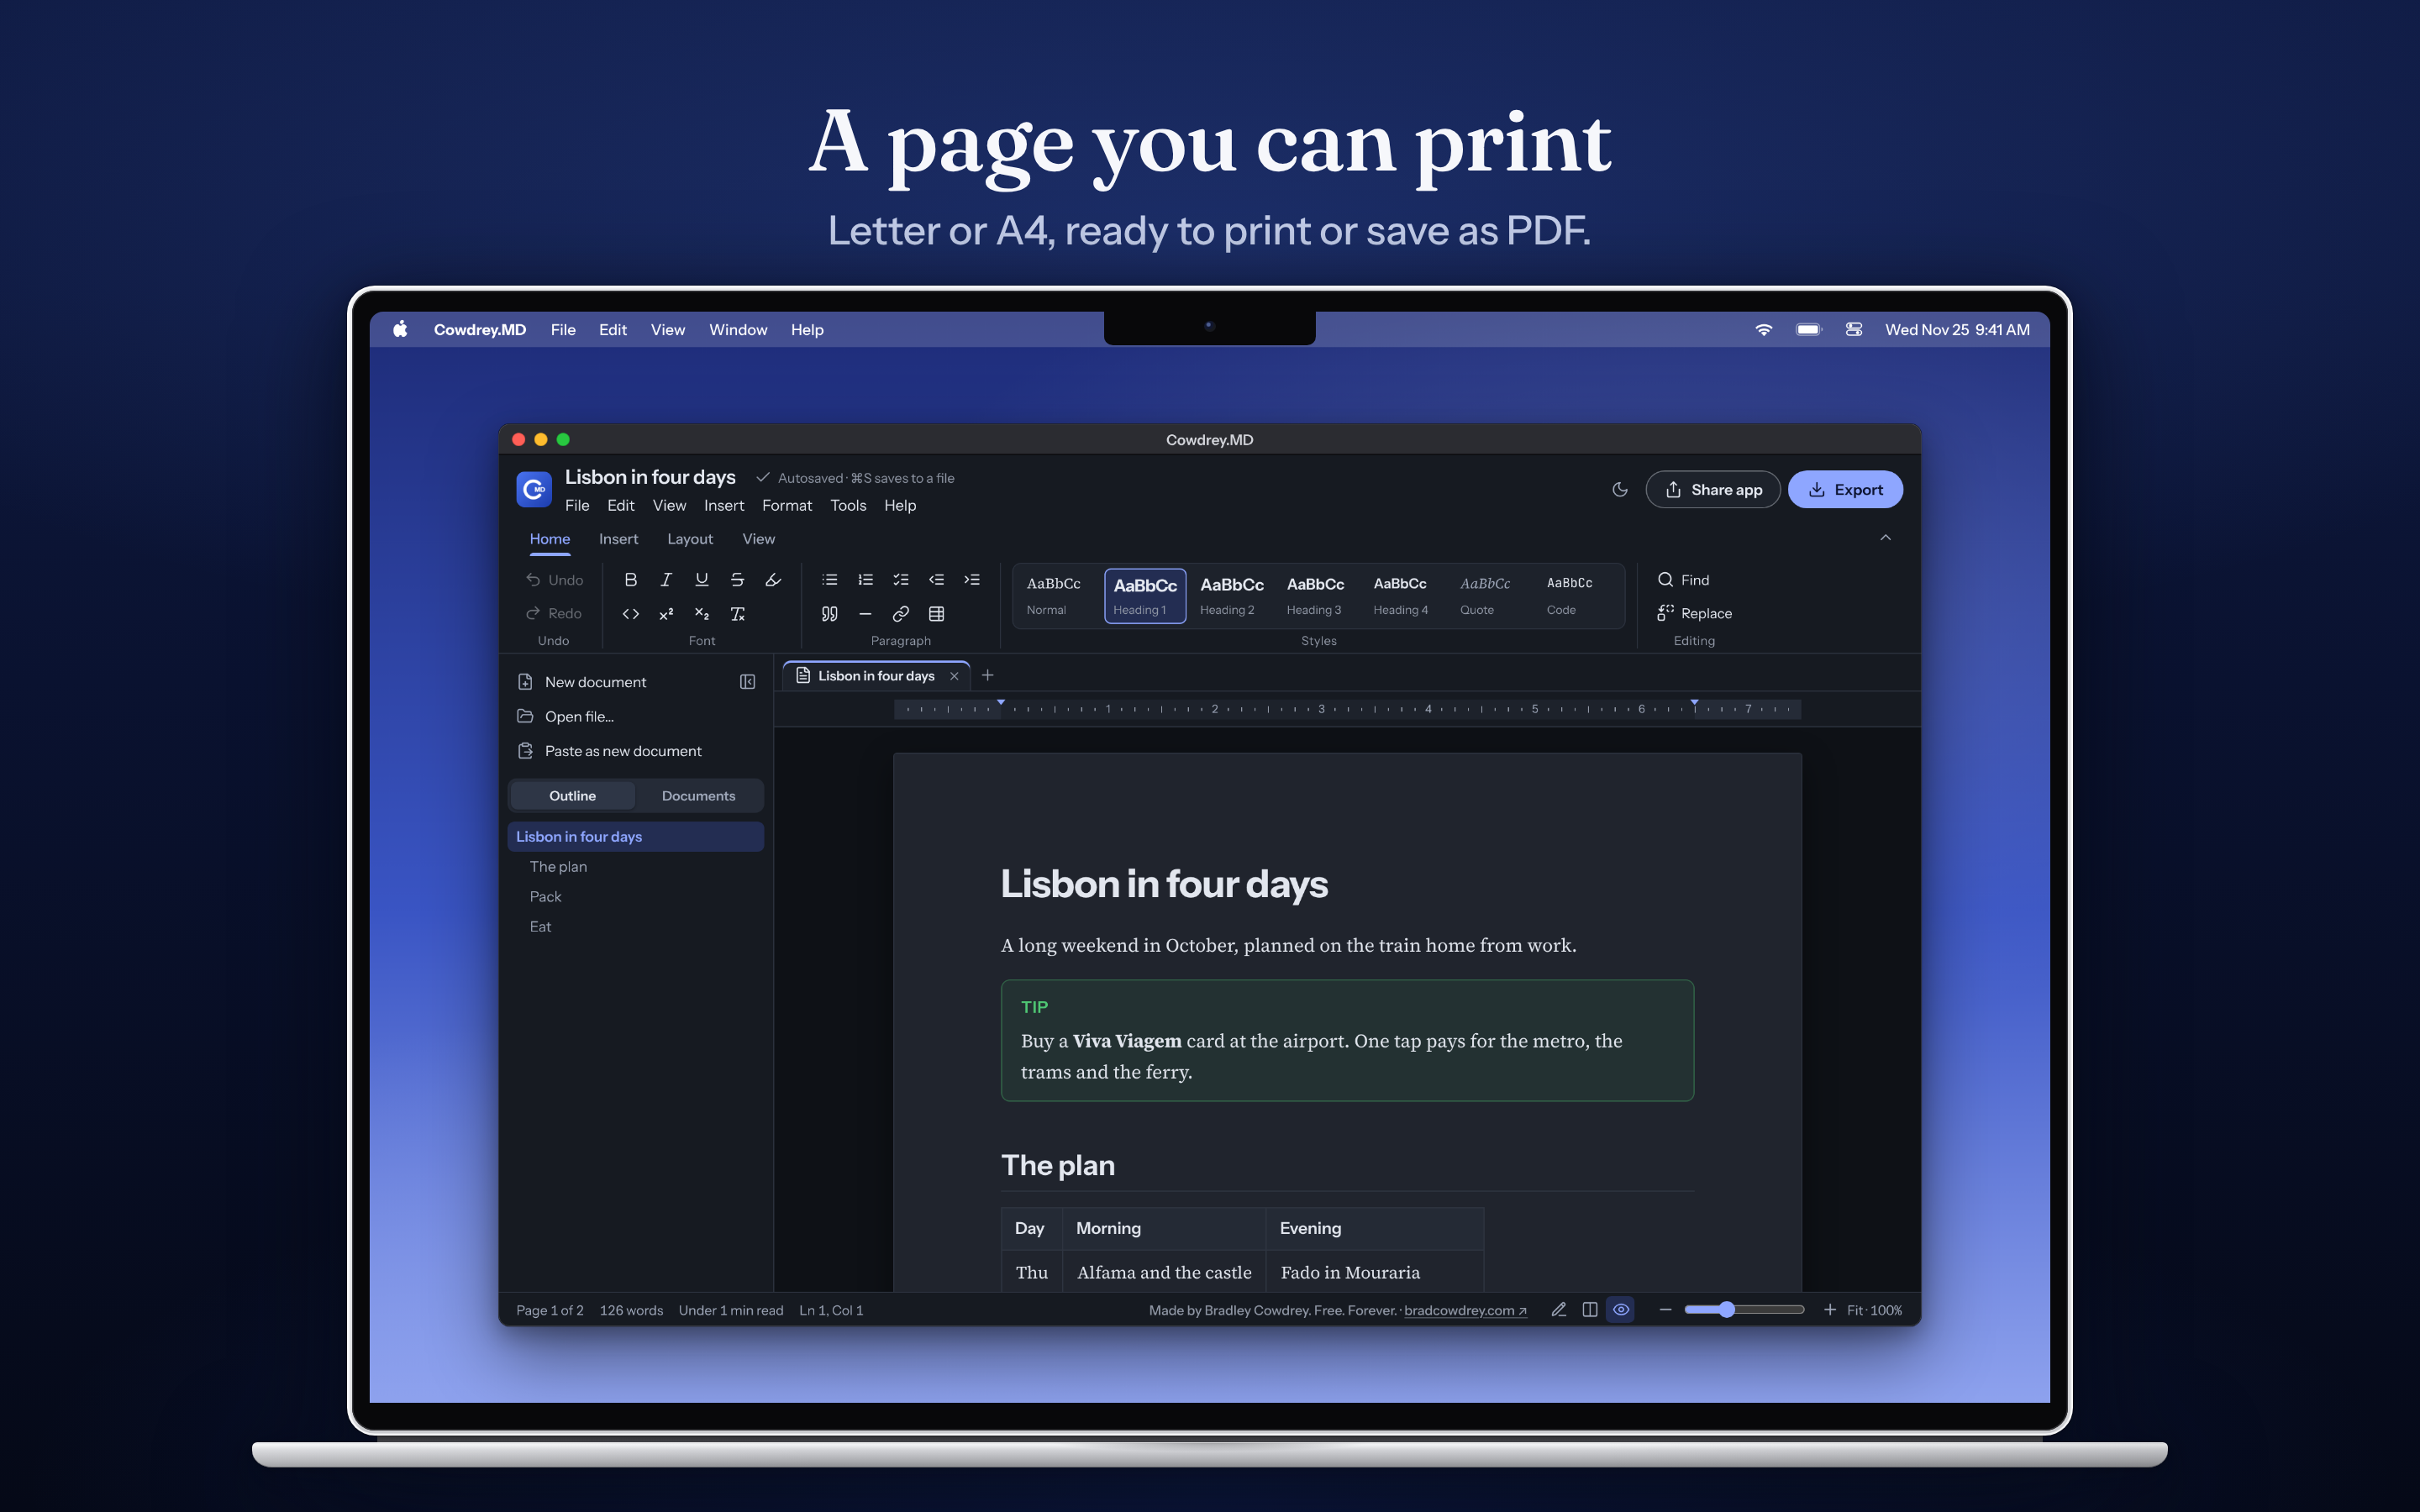 A page you can print
Letter or A4, ready to print or save as PDF.
Cowdrey.MD File Edit View Window Help
Wed Nov 25 9:41 AM
Cowdrey.MD
Lisbon in four days
Autosaved · ⌘S saves to a file
File Edit View Insert Format Tools Help
Share app
Export
Home Insert Layout View
Undo
Redo
Undo
Font
Paragraph
AaBbCc AaBbCc AaBbCc AaBbCc AaBbCc AaBbCc AaBbCc
Normal Heading 1 Heading 2 Heading 3 Heading 4 Quote Code
Styles
Find
Replace
Editing
New document
Open file...
Paste as new document
Outline Documents
Lisbon in four days
The plan
Pack
Eat
Lisbon in four days
1 2 3 4 5 6 7
Lisbon in four days
A long weekend in October, planned on the train home from work.
TIP
Buy a Viva Viagem card at the airport. One tap pays for the metro, the
trams and the ferry.
The plan
Day Morning Evening
Thu Alfama and the castle Fado in Mouraria
Page 1 of 2 126 words Under 1 min read Ln 1, Col 1
Made by Bradley Cowdrey. Free. Forever. · bradcowdrey.com ↗
Fit · 100%